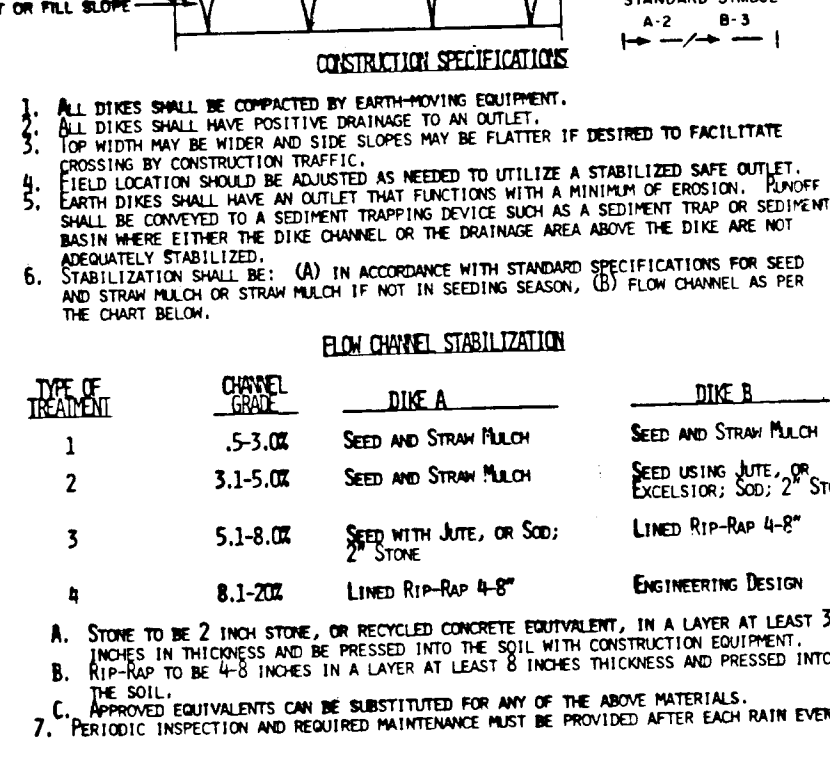 OR FILL SLOPE
A-2 B-3
CONSTRUCTION SPECIFICATIONS
1. ALL DIKES SHALL BE COMPACTED BY EARTH-MOVING EQUIPMENT.
2. ALL DIKES SHALL HAVE POSITIVE DRAINAGE TO AN OUTLET.
3. TOP WIDTH MAY BE WIDER AND SIDE SLOPES MAY BE FLATTER IF DESIRED TO FACILITATE
CROSSING BY CONSTRUCTION TRAFFIC.
4. FIELD LOCATION SHOULD BE ADJUSTED AS NEEDED TO UTILIZE A STABILIZED SAFE OUTLET.
5. EARTH DIKES SHALL HAVE AN OUTLET THAT FUNCTIONS WITH A MINIMUM OF EROSION. RUNOFF
SHALL BE CONVEYED TO A SEDIMENT TRAPPING DEVICE SUCH AS A SEDIMENT TRAP OR SEDIMENT
BASIN WHERE EITHER THE DIKE CHANNEL OR THE DRAINAGE AREA ABOVE THE DIKE ARE NOT
ADEQUATELY STABILIZED.
6. STABILIZATION SHALL BE: (A) IN ACCORDANCE WITH STANDARD SPECIFICATIONS FOR SEED
AND STRAW MULCH OR STRAW MULCH IF NOT IN SEEDING SEASON, (B) FLOW CHANNEL AS PER
THE CHART BELOW.
FLOW CHANNEL STABILIZATION
TYPE OF TREATMENT CHANNEL GRADE DIKE A DIKE B
1 .5-3.0% SEED AND STRAW MULCH SEED AND STRAW MULCH
2 3.1-5.0% SEED AND STRAW MULCH SEED USING JUTE, OR
EXCELSIOR; SOD; 2"
3 5.1-8.0% SEED WITH JUTE, OR SOD; LINED RIP-RAP 4-8"
2" STONE
4 8.1-20% LINED RIP-RAP 4-8" ENGINEERING DESIGN
A. STONE TO BE 2 INCH STONE, OR RECYCLED CONCRETE EQUIVALENT, IN A LAYER AT LEAST 3
INCHES IN THICKNESS AND BE PRESSED INTO THE SOIL WITH CONSTRUCTION EQUIPMENT.
B. RIP-RAP TO BE 4-8 INCHES IN A LAYER AT LEAST 8 INCHES THICKNESS AND PRESSED INTO
THE SOIL.
C. APPROVED EQUIVALENTS CAN BE SUBSTITUTED FOR ANY OF THE ABOVE MATERIALS.
7. PERIODIC INSPECTION AND REQUIRED MAINTENANCE MUST BE PROVIDED AFTER EACH RAIN